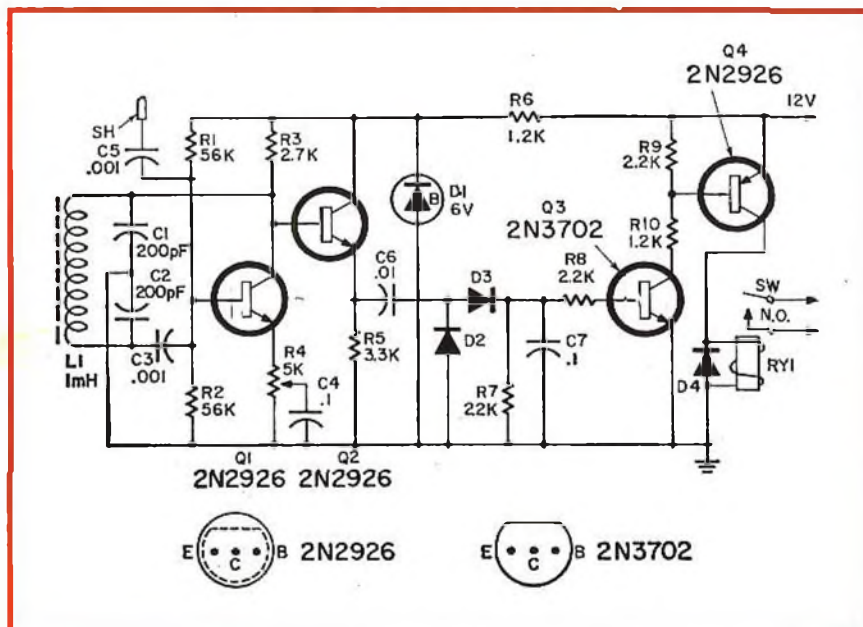 Q4
2N2926
12V
SH
C5
.001
R1
56K
R3
2.7K
R6
1.2K
R9
2.2K
D1
6V
B
Q3
2N3702
R10
1.2K
C1
200pF
C2
200pF
C6
.01
D3
R8
2.2K
SW
N.O.
L1
1mH
C3
.001
R2
56K
R4
5K
C4
.1
R5
3.3K
D2
R7
22K
C7
.1
D4
RY1
Q1 Q2
2N2926 2N2926
E C B 2N2926
E C B 2N3702